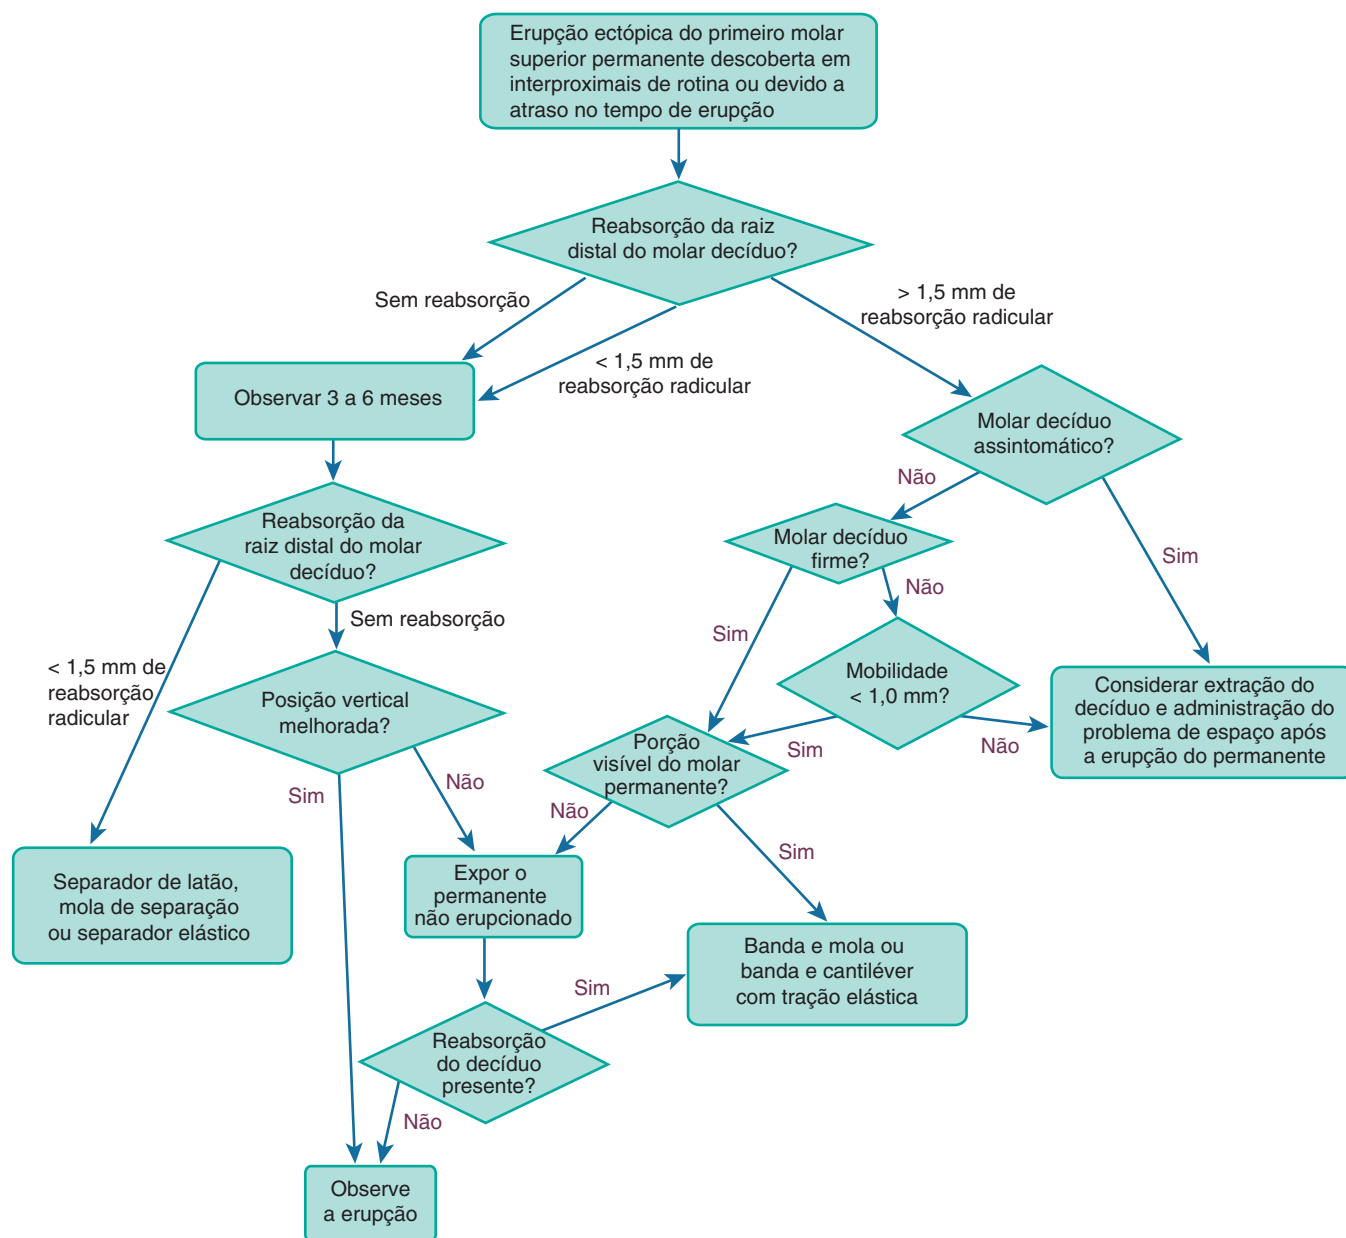 Erupção ectópica do primeiro molar
superior permanente descoberta em
interproximais de rotina ou devido a
atraso no tempo de erupção
Reabsorção da raiz
distal do molar decíduo?
Sem reabsorção
< 1,5 mm de
reabsorção radicular
> 1,5 mm de
reabsorção radicular
Observar 3 a 6 meses
Molar decíduo
assintomático?
Não
Sim
Reabsorção da
raiz distal do molar
decíduo?
Molar decíduo
firme?
Não
Sim
Sem reabsorção
< 1,5 mm de
reabsorção
radicular
Posição vertical
melhorada?
Mobilidade
< 1,0 mm?
Sim
Não
Considerar extração do
decíduo e administração do
problema de espaço após
a erupção do permanente
Porção
visível do molar
permanente?
Sim
Não
Não
Sim
Separador de latão,
mola de separação
ou separador elástico
Expor o
permanente
não erupcionado
Banda e mola ou
banda e cantiléver
com tração elástica
Sim
Reabsorção
do decíduo
presente?
Não
Observe
a erupção